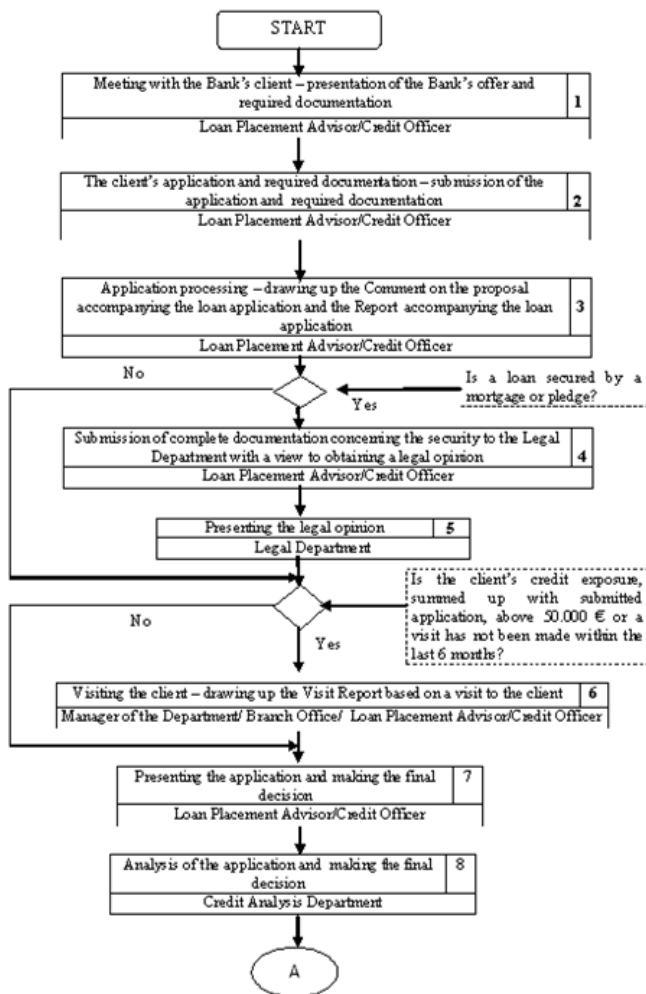 START
Meeting with the Bank's client – presentation of the Bank's offer and
required documentation
1
Loan Placement Advisor/Credit Officer
The client's application and required documentation – submission of the
application and required documentation
2
Loan Placement Advisor/Credit Officer
Application processing – drawing up the Comment on the proposal
accompanying the loan application and the Report accompanying the loan
application
3
Loan Placement Advisor/Credit Officer
No
Yes
Is a loan secured by a
mortgage or pledge?
Submission of complete documentation concerning the security to the Legal
Department with a view to obtaining a legal opinion
4
Loan Placement Advisor/Credit Officer
Presenting the legal opinion
5
Legal Department
Is the client's credit exposure,
summed up with submitted
application, above 50.000 € or a
visit has not been made within the
last 6 months?
No
Yes
Visiting the client – drawing up the Visit Report based on a visit to the client
6
Manager of the Department/ Branch Office/ Loan Placement Advisor/Credit Officer
Presenting the application and making the final
decision
7
Loan Placement Advisor/Credit Officer
Analysis of the application and making the final
decision
8
Credit Analysis Department
A